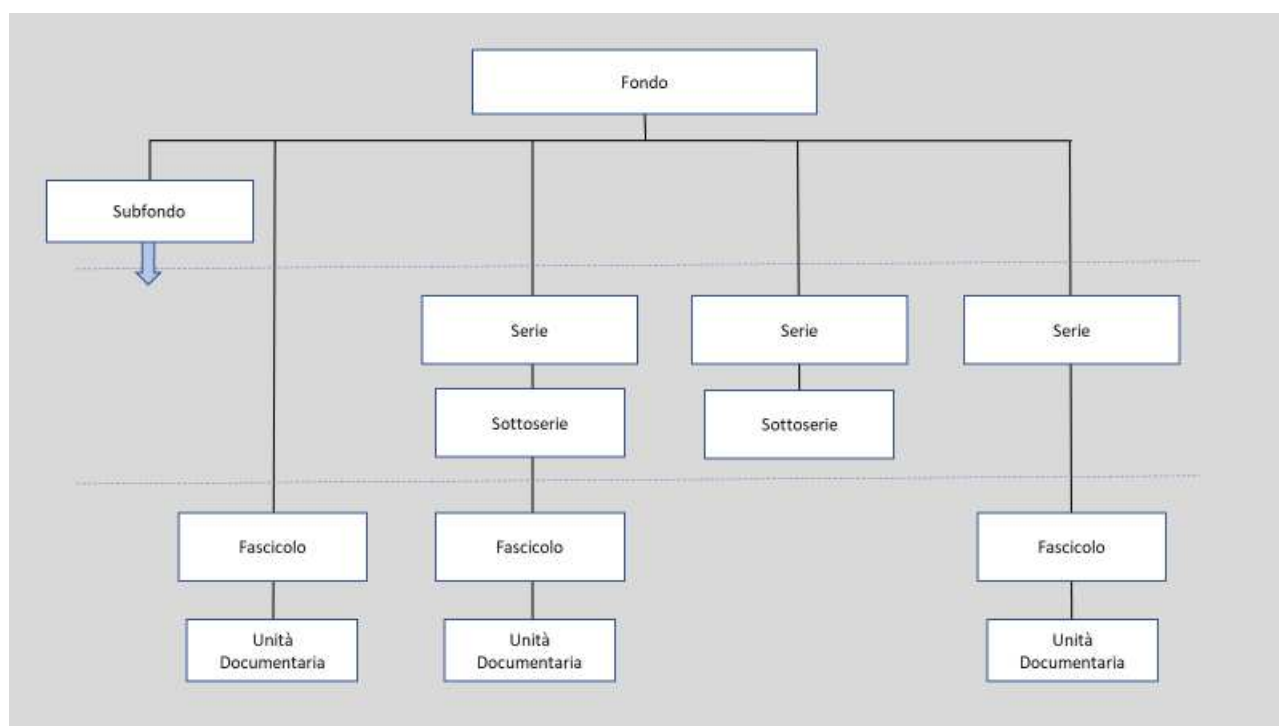 Fondo
Subfondo
Serie
Serie
Serie
Sottoserie
Sottoserie
Fascicolo
Fascicolo
Fascicolo
Unità
Documentaria
Unità
Documentaria
Unità
Documentaria